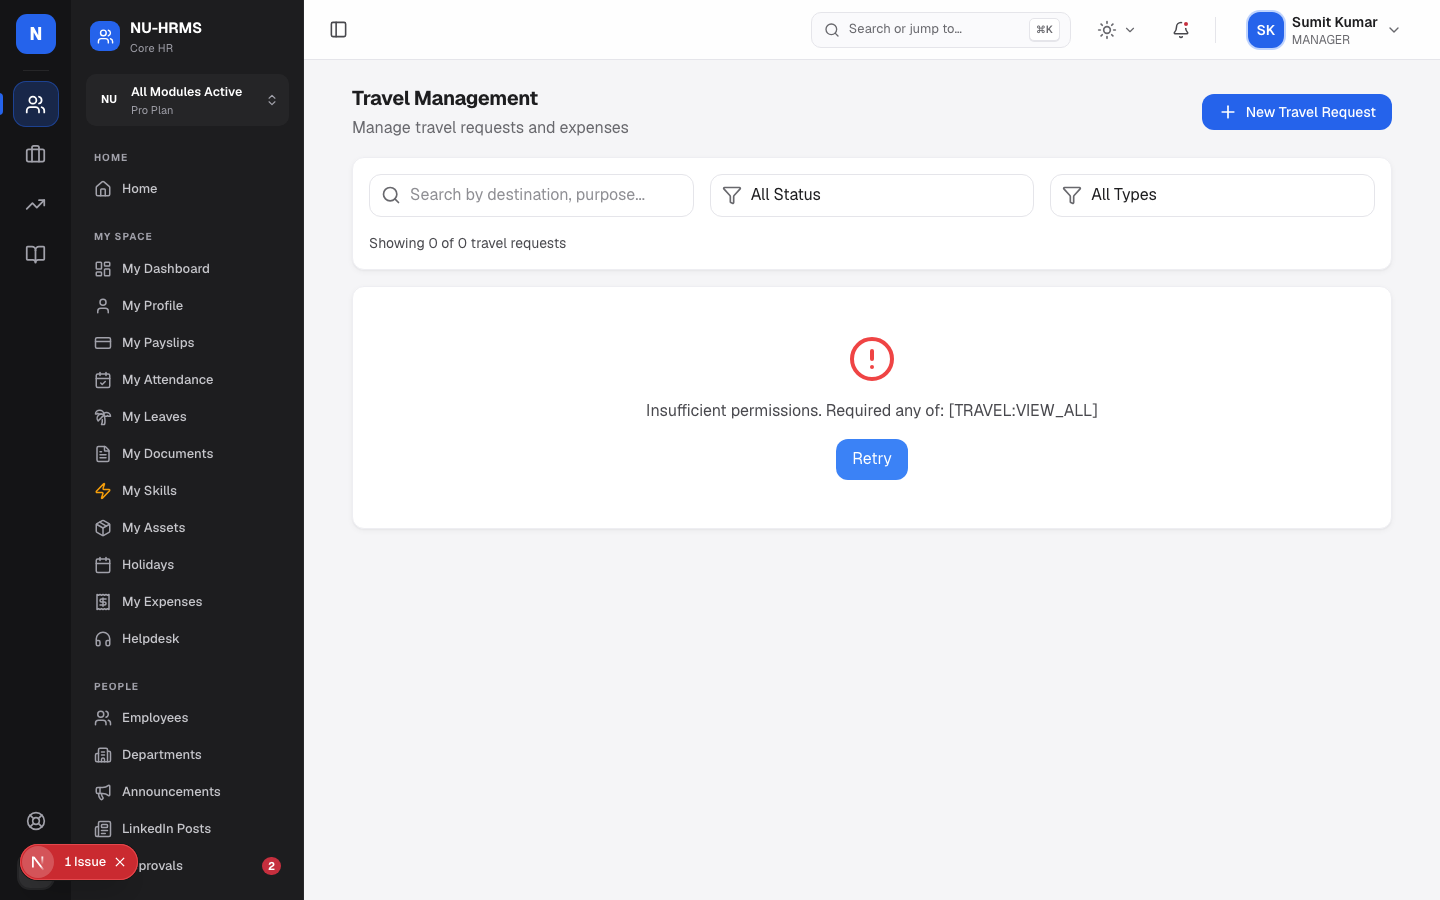 N
NU-HRMS
Core HR
NU
All Modules Active
Pro Plan
HOME
Home
MY SPACE
My Dashboard
My Profile
My Payslips
My Attendance
My Leaves
My Documents
My Skills
My Assets
Holidays
My Expenses
Helpdesk
PEOPLE
Employees
Departments
Announcements
LinkedIn Posts
provals
2
N
1 Issue
Search or jump to...
⌘K
SK
Sumit Kumar
MANAGER
Travel Management
Manage travel requests and expenses
New Travel Request
Search by destination, purpose...
All Status
All Types
Showing 0 of 0 travel requests
Insufficient permissions. Required any of: [TRAVEL:VIEW_ALL]
Retry